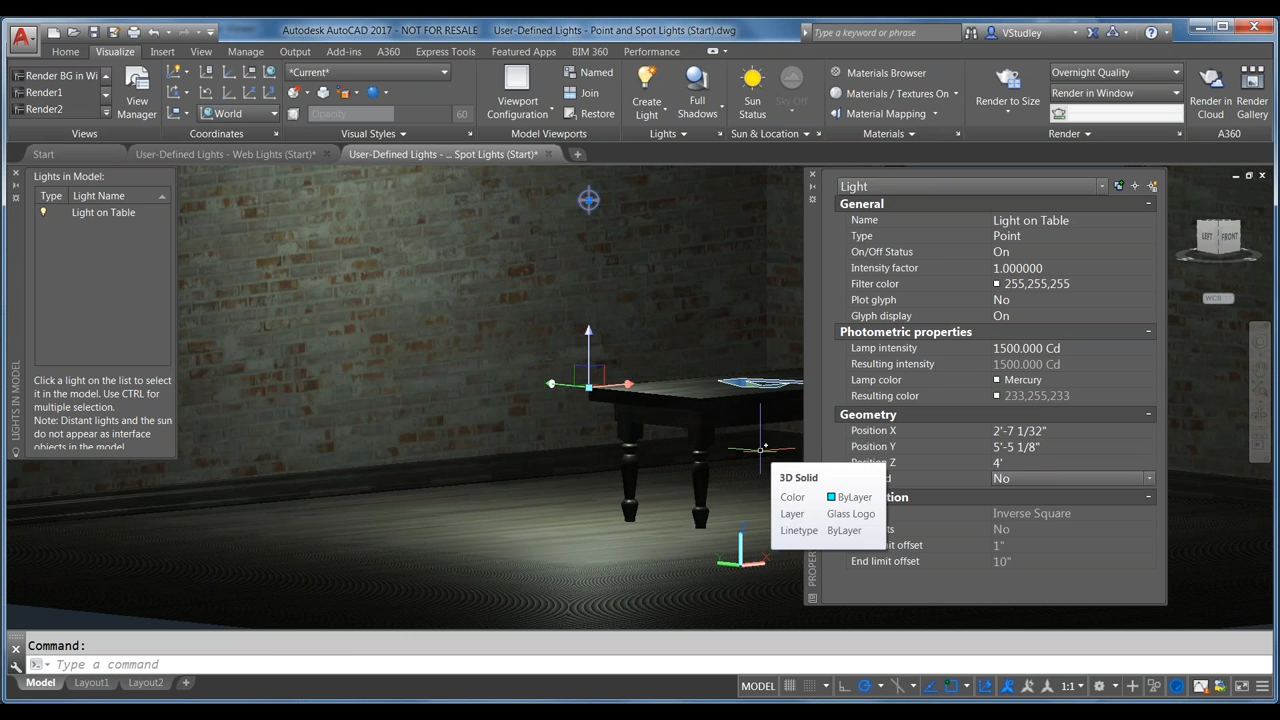 Autodesk AutoCAD 2017 - NOT FOR RESALE User-Defined Lights - Point and Spot Lights (Start).dwg
Type a keyword or phrase
VStudley
Home Visualize Insert View Manage Output Add-ins A360 Express Tools Featured Apps BIM 360 Performance
Render BG in Wi
Render1
Render2
View
Manager
World
*Current*
Opacity 60
Viewport
Configuration
Named
Join
Restore
Create
Light
Full
Shadows
Sun
Status
Sky Off
Materials Browser
Materials / Textures On
Material Mapping
Render to Size
Overnight Quality
Render in Window
Render in
Cloud
Render
Gallery
Views Coordinates Visual Styles Model Viewports Lights Sun & Location Materials Render A360
Start User-Defined Lights - Web Lights (Start)* User-Defined Lights - ... Spot Lights (Start)*
Lights in Model:
Type Light Name
Light on Table
Click a light on the list to select
it in the model. Use CTRL for
multiple selection.
Note: Distant lights and the sun
do not appear as interface
objects in the model.
LIGHTS IN MODEL
LEFT FRONT
WCS
Light
General
Name Light on Table
Type Point
On/Off Status On
Intensity factor 1.000000
Filter color 255,255,255
Plot glyph No
Glyph display On
Photometric properties
Lamp intensity 1500.000 Cd
Resulting intensity 1500.000 Cd
Lamp color Mercury
Resulting color 233,255,233
Geometry
Position X 2'-7 1/32"
Position Y 5'-5 1/8"
Position Z 4'
No
Inverse Square
No
offset 1"
End limit offset 10"
3D Solid
Color ByLayer
Layer Glass Logo
Linetype ByLayer
Command:
Type a command
Model Layout1 Layout2
MODEL 1:1